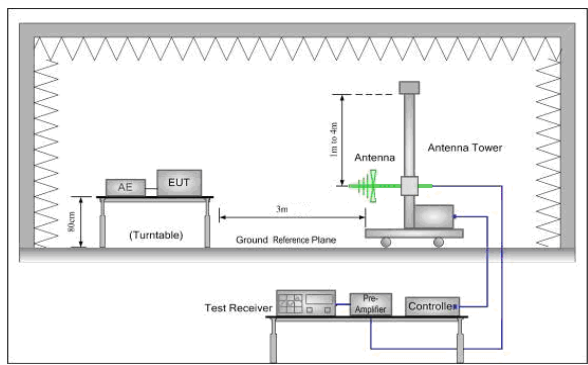 1m to 4m
Antenna
Antenna Tower
AE
EUT
80cm
(Turntable)
3m
Ground Reference Plane
Test Receiver
Pre-
Amplifier
Controller